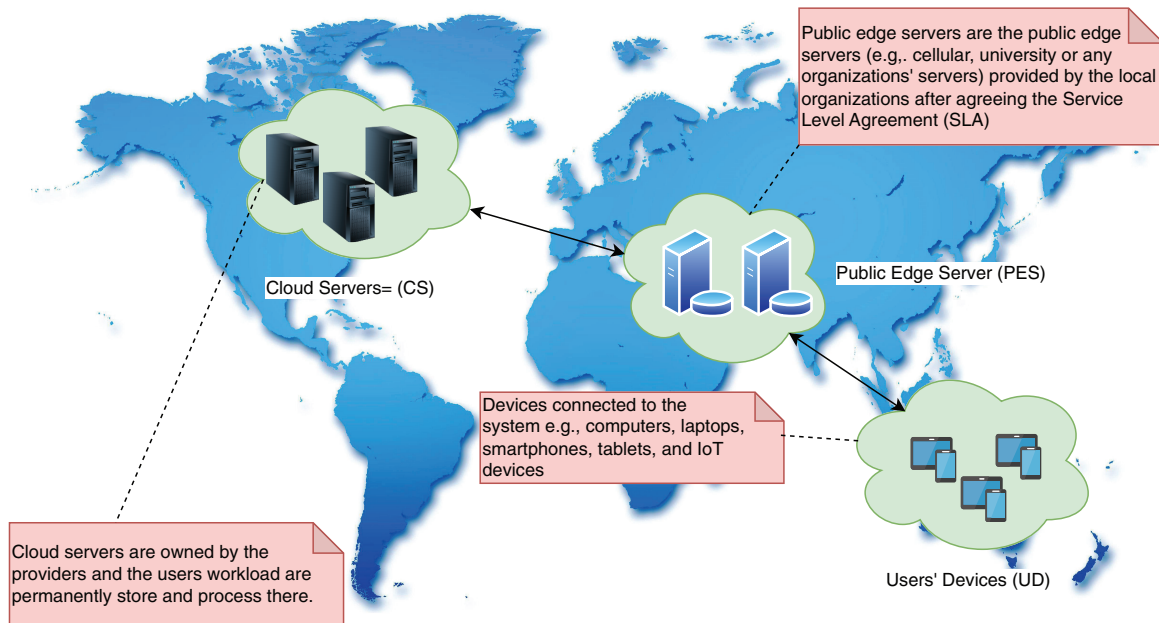 Public edge servers are the public edge
servers (e.g,. cellular, university or any
organizations' servers) provided by the local
organizations after agreeing the Service
Level Agreement (SLA)
Cloud Servers= (CS)
Public Edge Server (PES)
Devices connected to the
system e.g., computers, laptops,
smartphones, tablets, and IoT
devices
Cloud servers are owned by the
providers and the users workload are
permanently store and process there.
Users' Devices (UD)